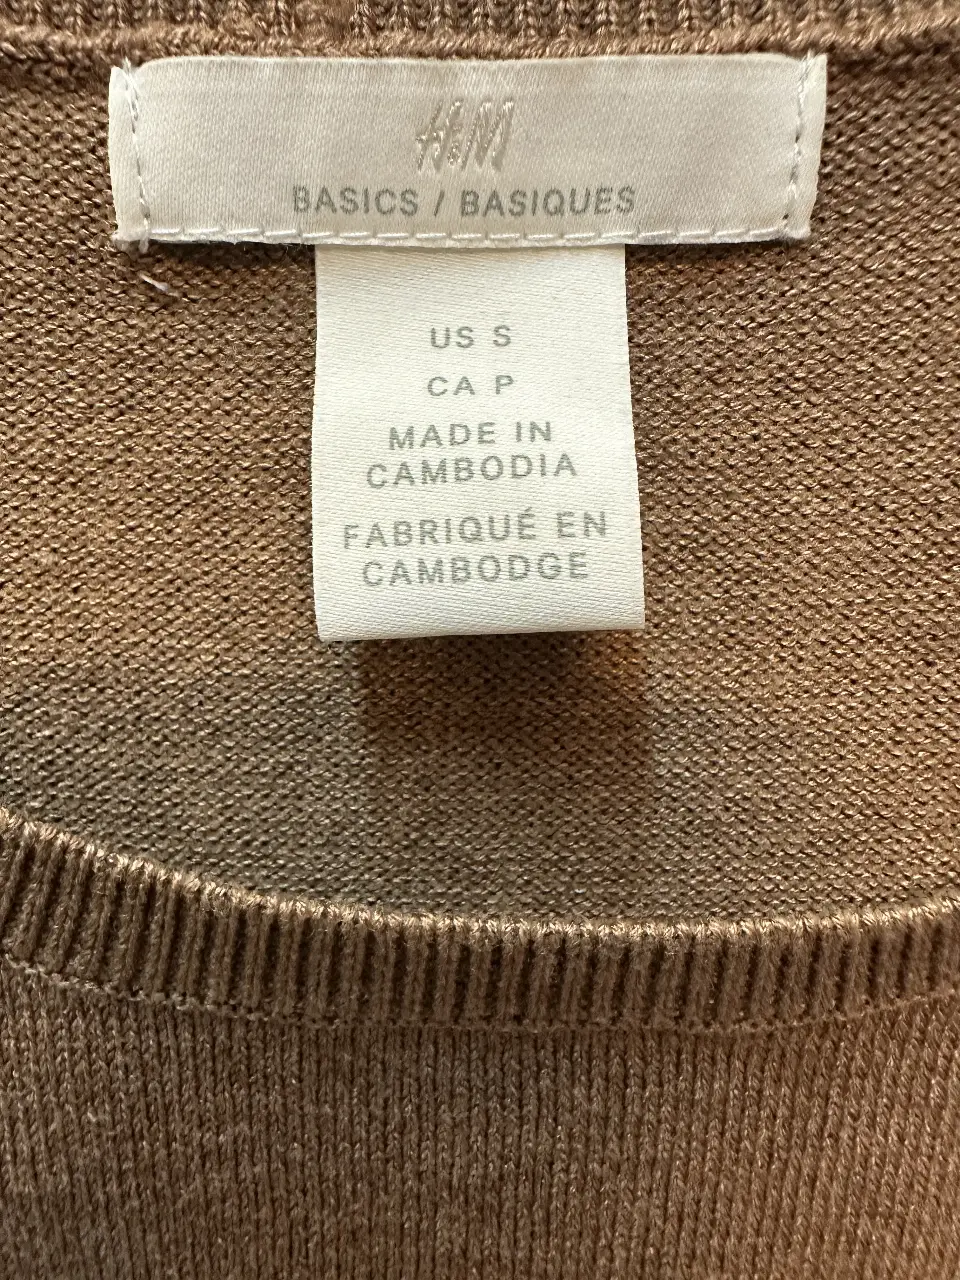 H&M
BASICS / BASIQUES
US S
CA P
MADE IN
CAMBODIA
FABRIQUÉ EN
CAMBODGE